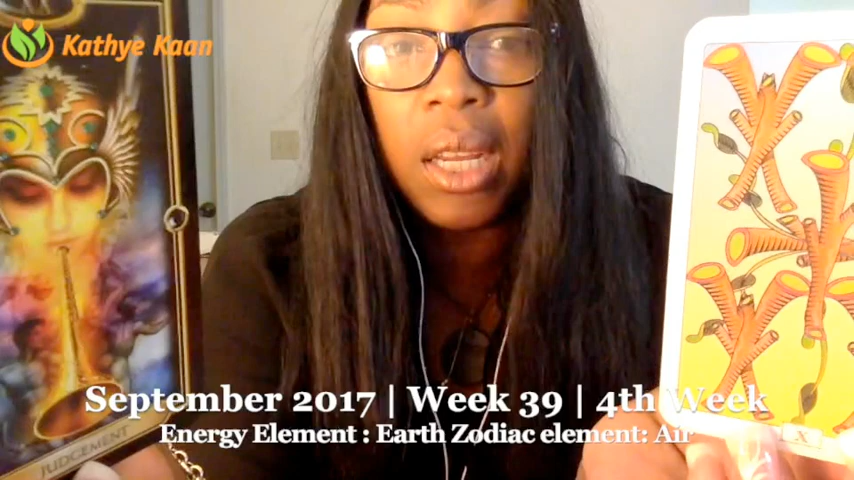 Kathye Kaan
September 2017 | Week 39 | 4th Week
Energy Element : Earth Zodiac element: Air
JUDGEMENT
X